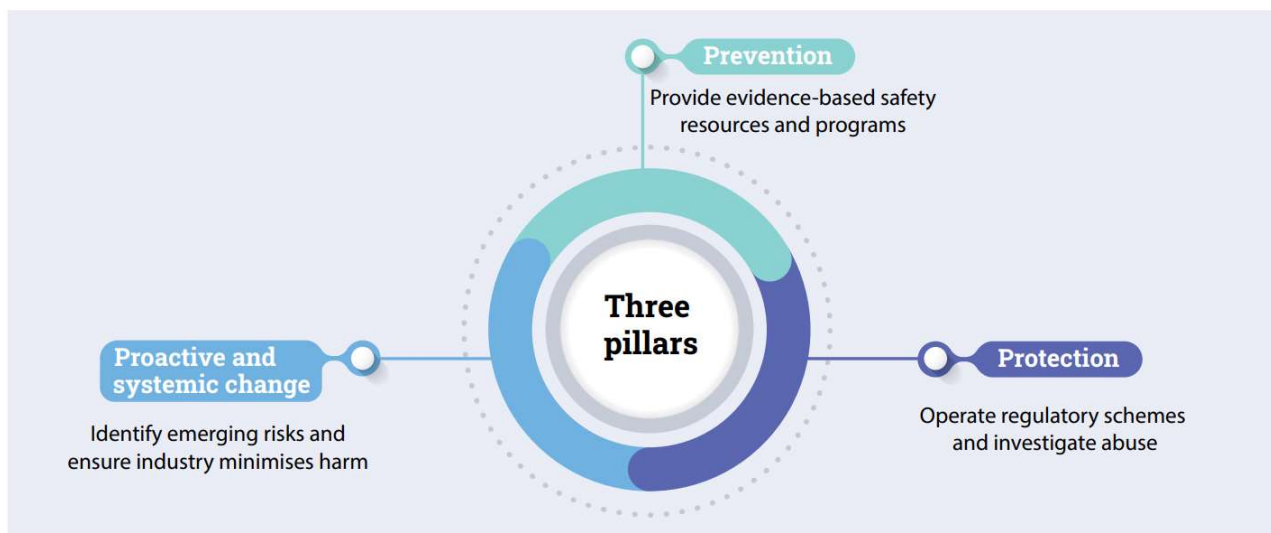 Prevention
Provide evidence-based safety
resources and programs
Three
pillars
Proactive and
systemic change
Identify emerging risks and
ensure industry minimises harm
Protection
Operate regulatory schemes
and investigate abuse